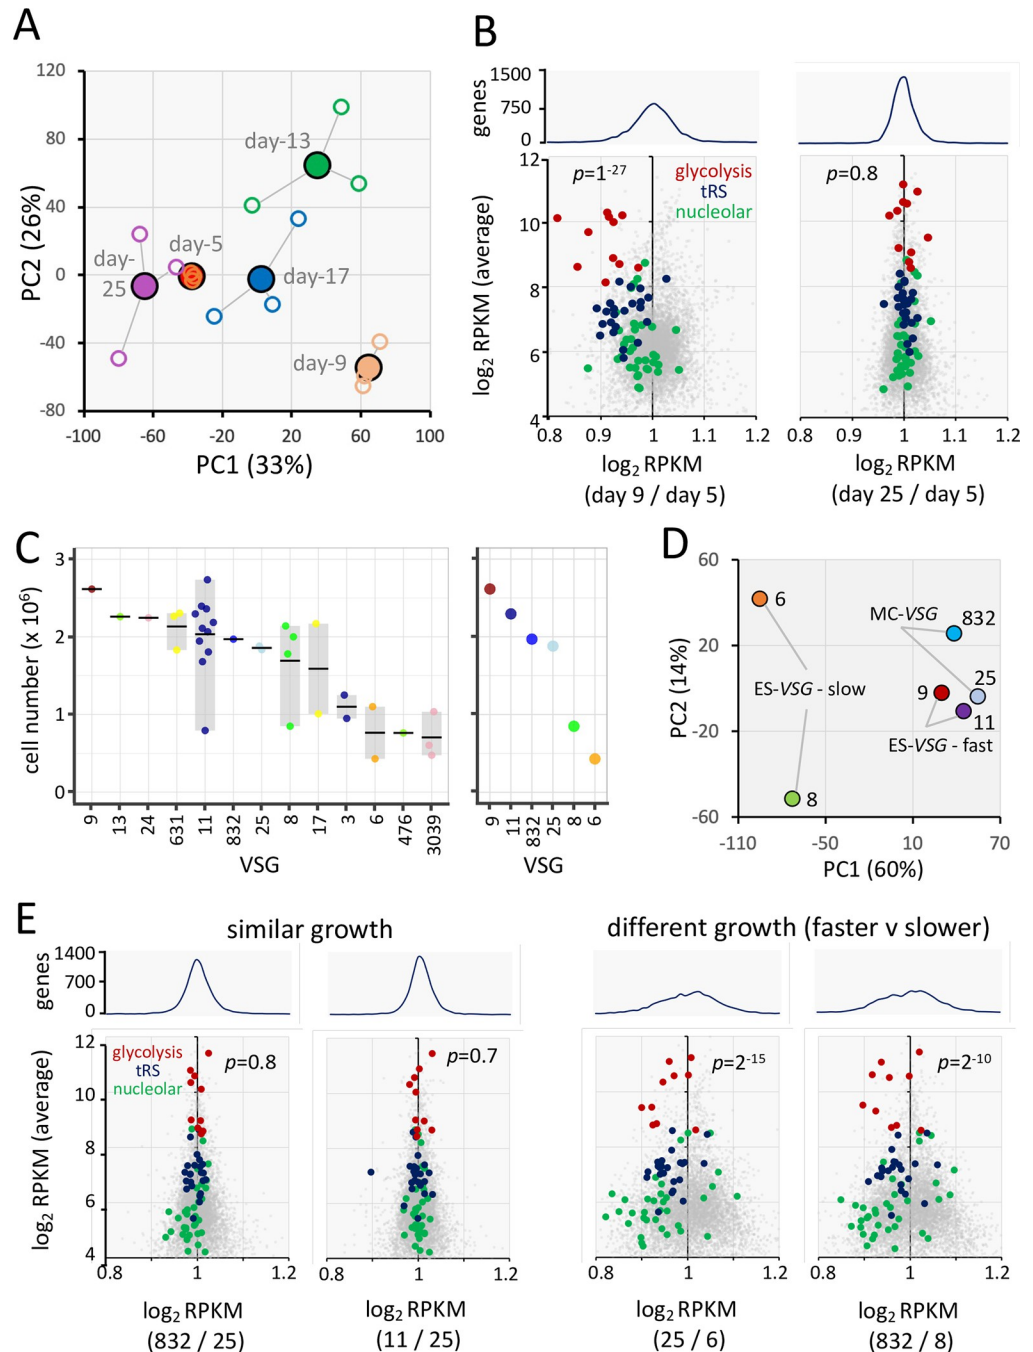 A
120
80
40
0
-40
-80
-100
-60
-20
20
60
100
PC2 (26%)
PC1 (33%)
day-13
day-5
day-
25
day-17
day-9
B
genes
1500
750
0
p=1-27
glycolysis
tRS
nucleolar
p=0.8
log2 RPKM (average)
12
10
8
6
4
0.8
0.9
1
1.1
1.2
0.8
0.9
1
1.1
1.2
log2 RPKM
(day 9 / day 5)
log2 RPKM
(day 25 / day 5)
C
cell number (x 10^6)
3
2
1
0
9
13
24
631
11
832
25
8
17
3
6
476
3039
VSG
9
11
832
25
8
6
VSG
D
60
20
-20
-60
PC2 (14%)
6
MC-VSG
832
ES-VSG - slow
25
9
11
ES-VSG - fast
8
-110
-50
10
70
PC1 (60%)
E
similar growth
different growth (faster v slower)
genes
1400
700
0
glycolysis
tRS
nucleolar
p=0.8
p=0.7
p=2-15
p=2-10
log2 RPKM (average)
12
10
8
6
4
0.8
1
1.2
0.8
1
1.2
0.8
1
1.2
0.8
1
1.2
log2 RPKM
(832 / 25)
log2 RPKM
(11 / 25)
log2 RPKM
(25 / 6)
log2 RPKM
(832 / 8)